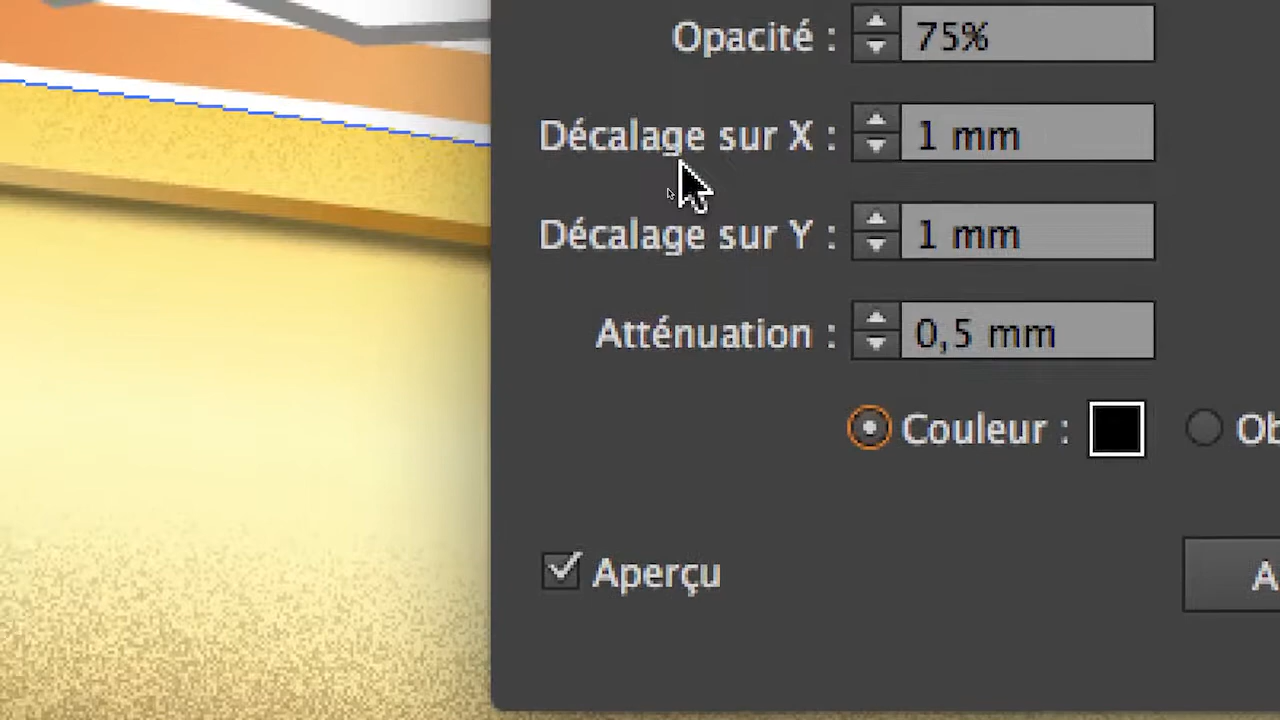 Opacité : 75%
Décalage sur X : 1 mm
Décalage sur Y : 1 mm
Atténuation : 0,5 mm
Couleur :
Aperçu